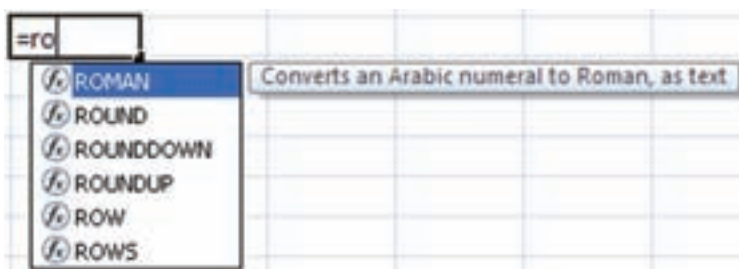 =ro
ROMAN
Converts an Arabic numeral to Roman, as text
ROUND
ROUNDDOWN
ROUNDUP
ROW
ROWS